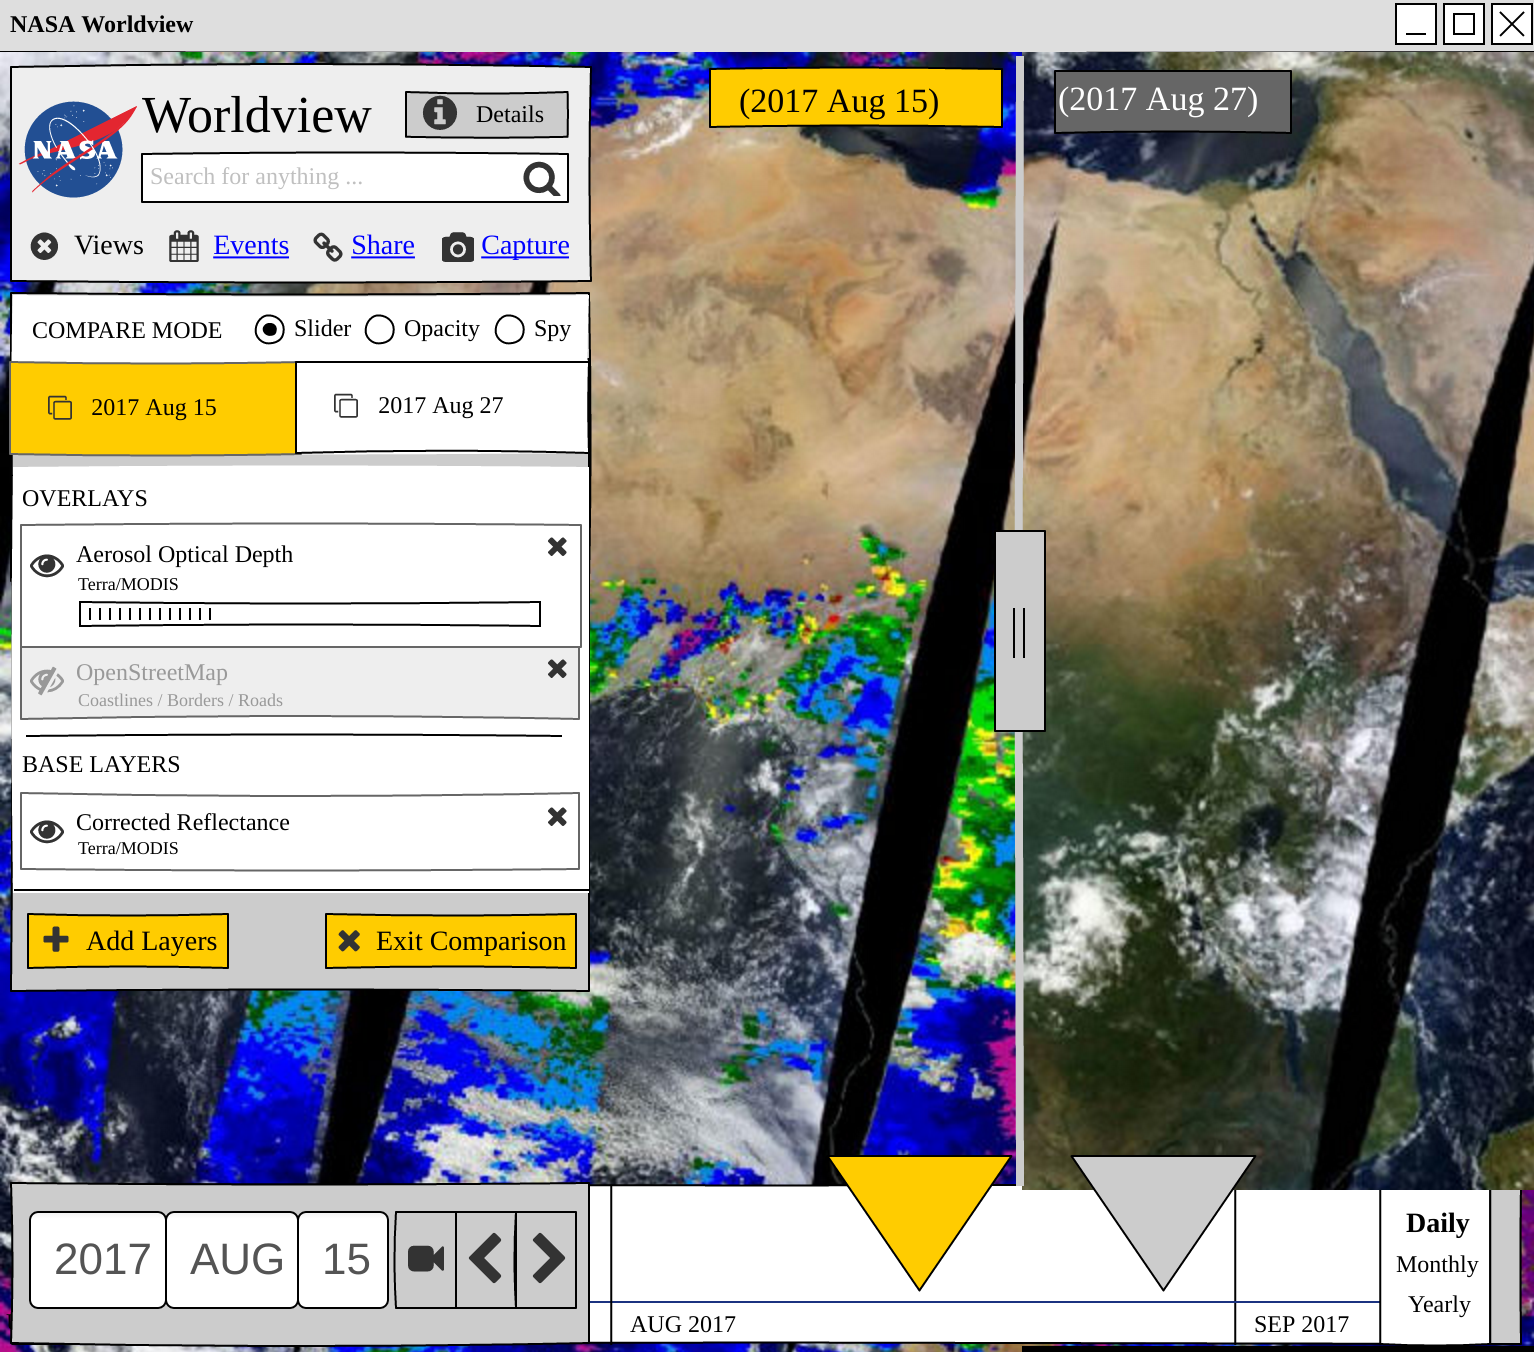 NASA Worldview
Worldview
Details
NASA
Search for anything ...
Views Events Share Capture
(2017 Aug 15)
(2017 Aug 27)
COMPARE MODE Slider Opacity Spy
2017 Aug 15
2017 Aug 27
OVERLAYS
Aerosol Optical Depth
Terra/MODIS
OpenStreetMap
Coastlines / Borders / Roads
BASE LAYERS
Corrected Reflectance
Terra/MODIS
Add Layers
Exit Comparison
2017 AUG 15
AUG 2017
SEP 2017
Daily
Monthly
Yearly